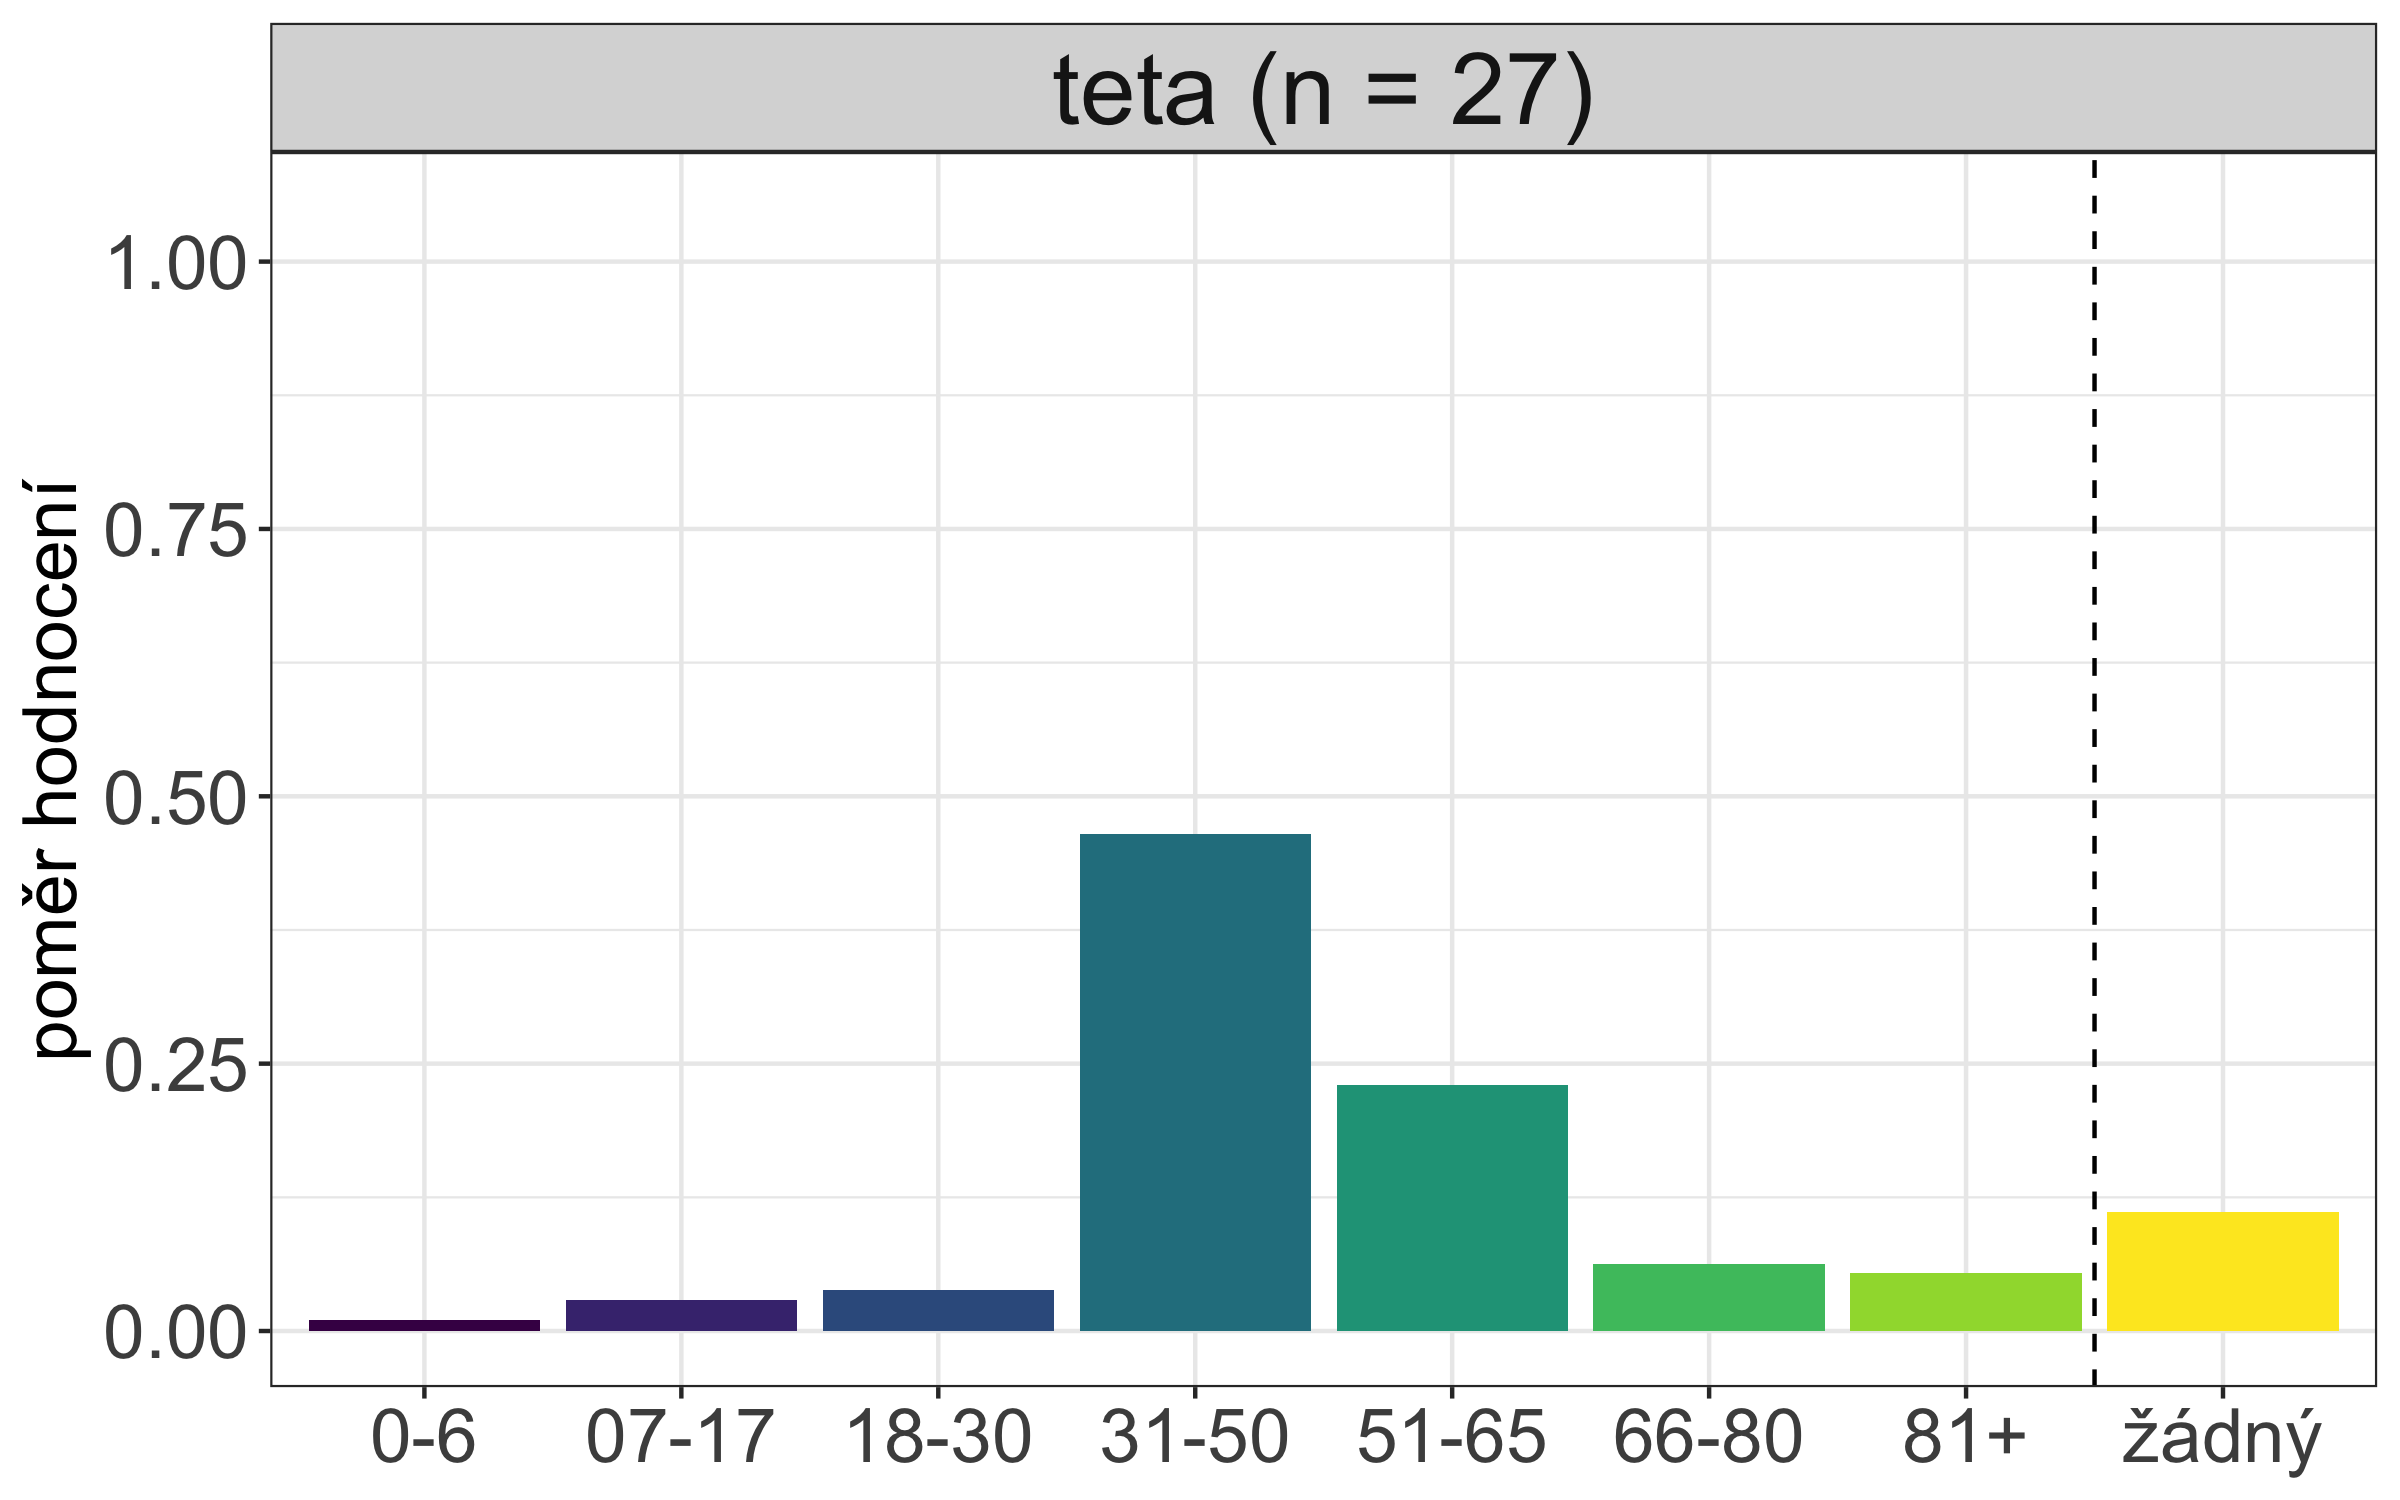 teta (n = 27)
poměr hodnocení
1.00
0.75
0.50
0.25
0.00
0-6 07-17 18-30 31-50 51-65 66-80 81+ žádný